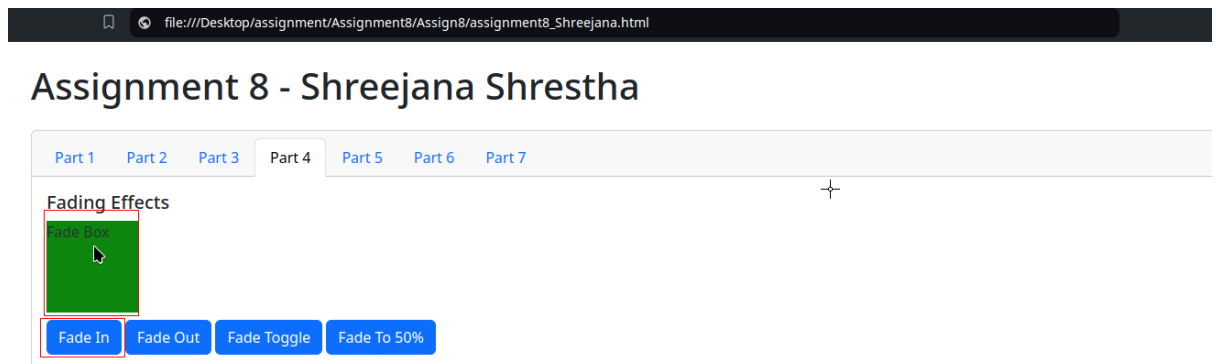 file:///Desktop/assignment/Assignment8/Assign8/assignment8_Shreejana.html
Assignment 8 - Shreejana Shrestha
Part 1 Part 2 Part 3 Part 4 Part 5 Part 6 Part 7
Fading Effects
Fade Box
Fade In Fade Out Fade Toggle Fade To 50%